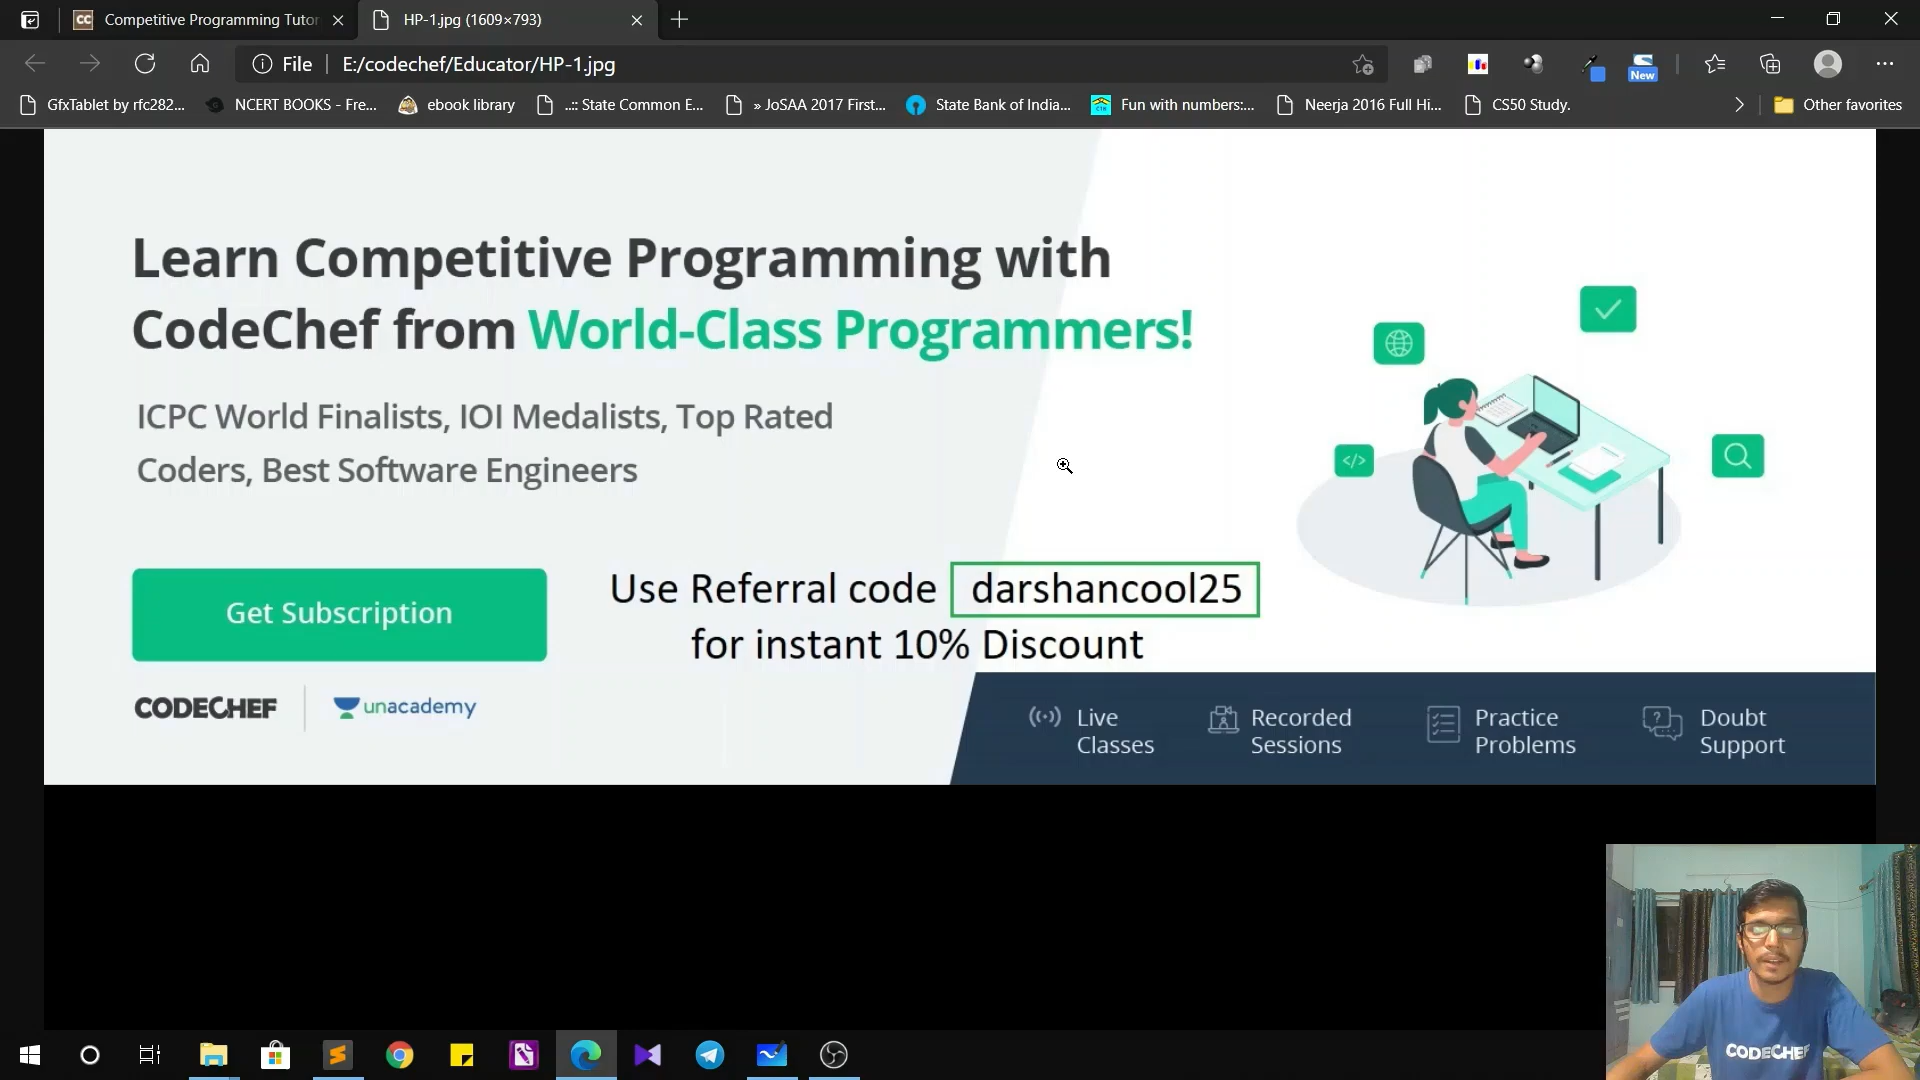 Competitive Programming Tutor
HP-1.jpg (1609×793)
File
E:/codechef/Educator/HP-1.jpg
New
GfxTablet by rfc282...
NCERT BOOKS - Fre...
ebook library
..:: State Common E...
» JoSAA 2017 First...
State Bank of India...
Fun with numbers:...
Neerja 2016 Full Hi...
CS50 Study.
Other favorites
Learn Competitive Programming with
CodeChef from World-Class Programmers!
ICPC World Finalists, IOI Medalists, Top Rated
Coders, Best Software Engineers
Get Subscription
Use Referral code darshancool25
for instant 10% Discount
CODECHEF
unacademy
Live
Classes
Recorded
Sessions
Practice
Problems
Doubt
Support
CODECHEF